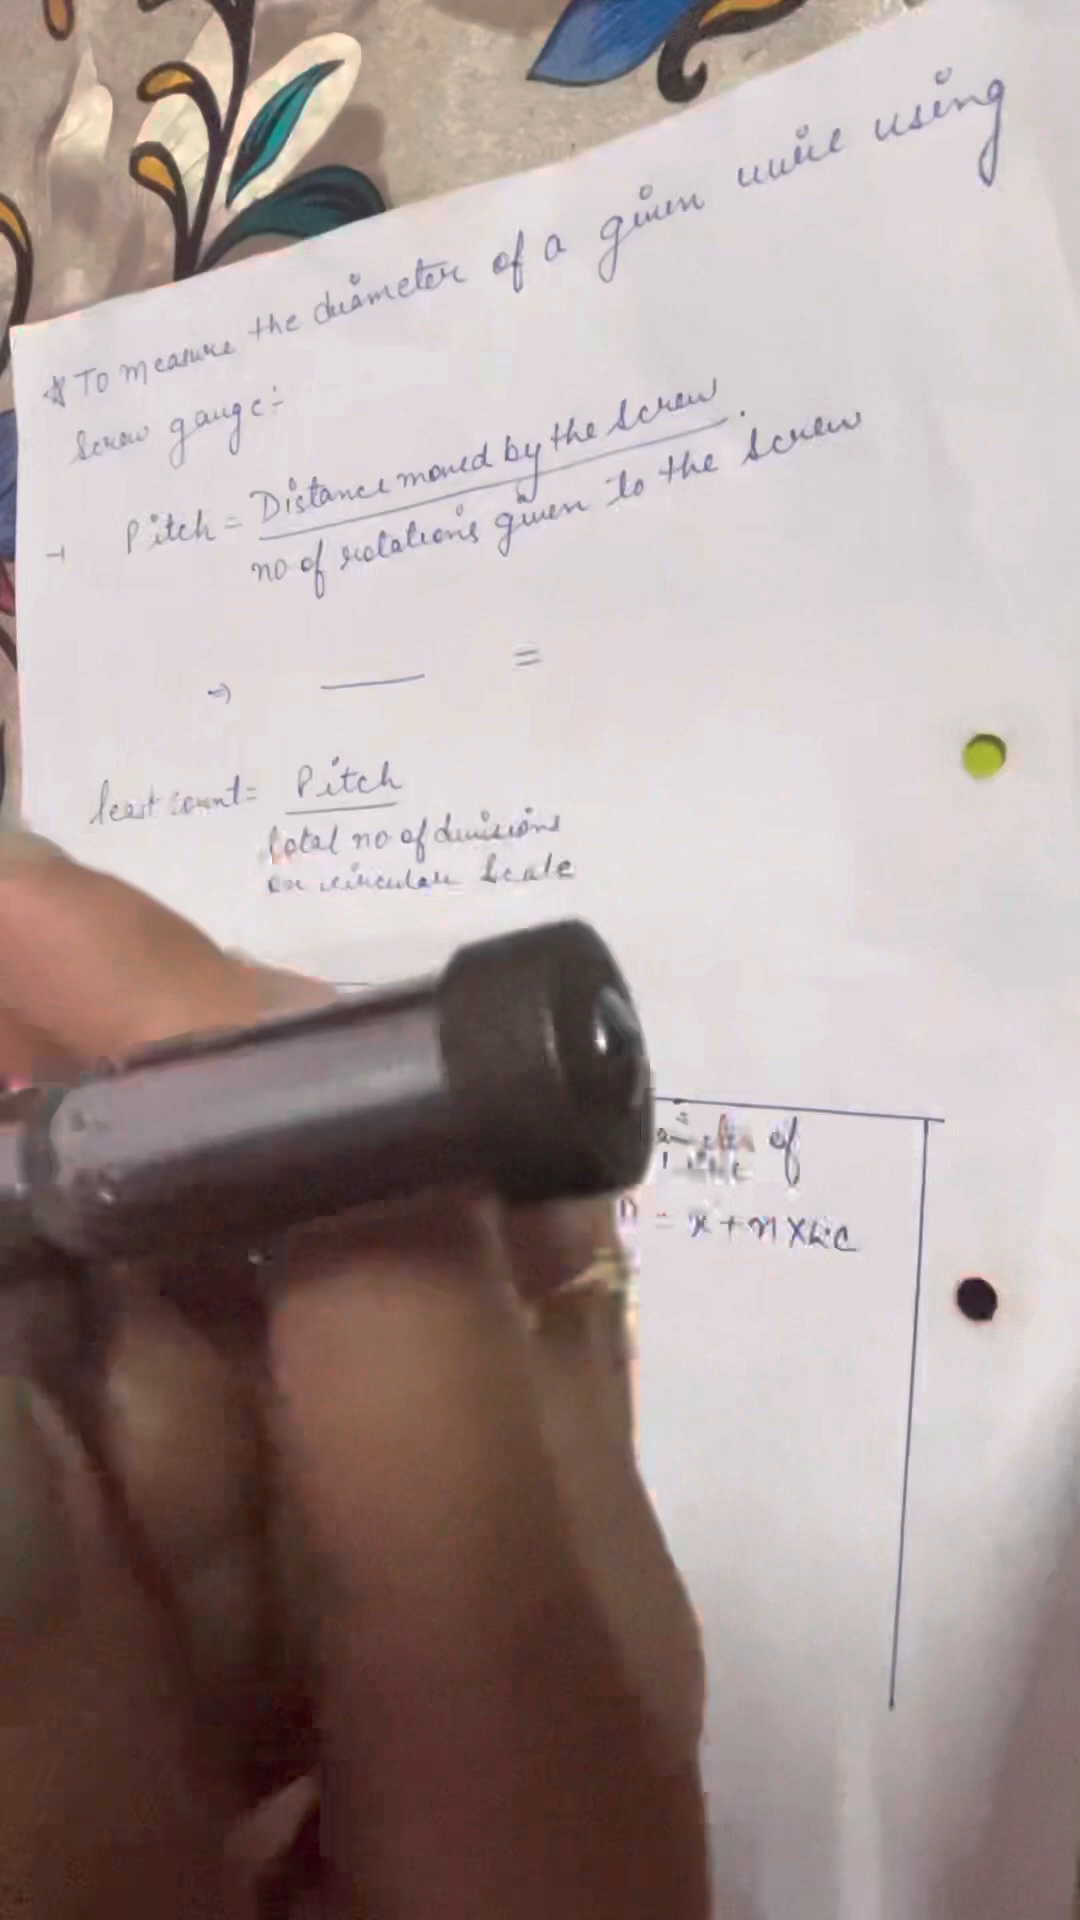 To measure the diameter of a given wire using
Screw gauge:-
→ Pitch = Distance moved by the Screw
no of rotations given to the Screw
⇒ =
least count = Pitch
total no of divisions
on circular Scale
of
D = x + n x L.C